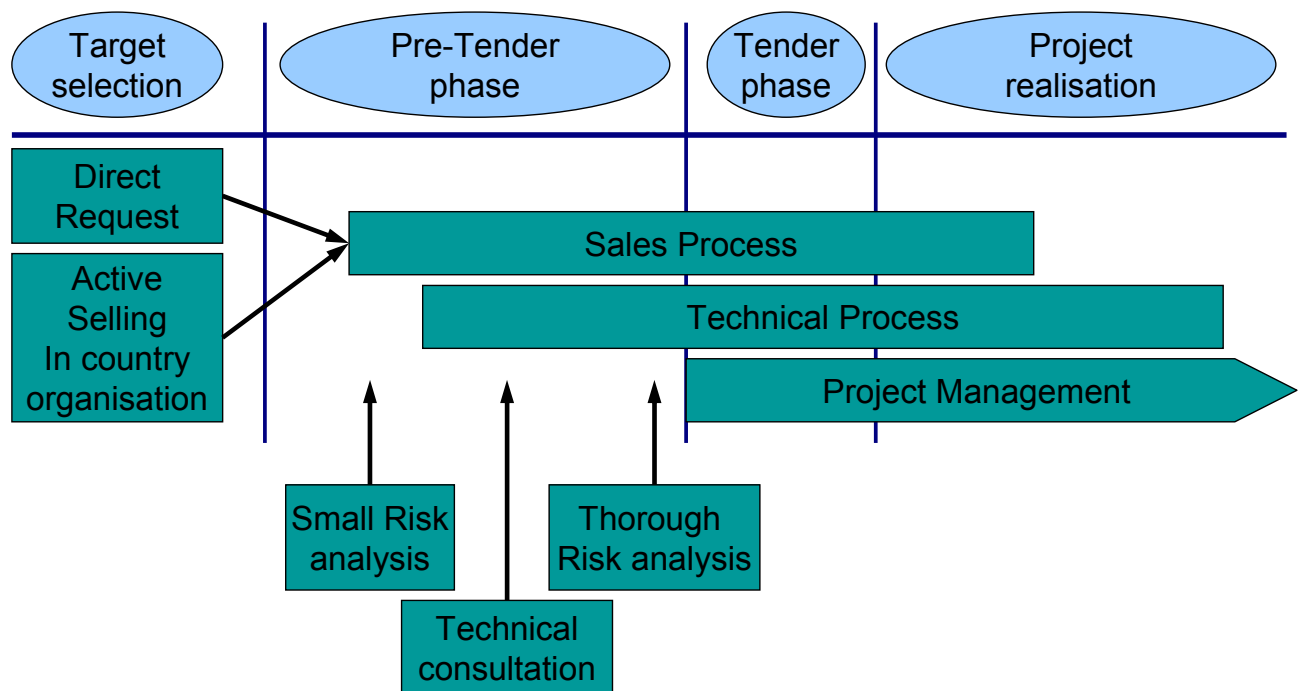 Target
selection
Pre-Tender
phase
Tender
phase
Project
realisation
Direct
Request
Active
Selling
In country
organisation
Sales Process
Technical Process
Project Management
Small Risk
analysis
Technical
consultation
Thorough
Risk analysis